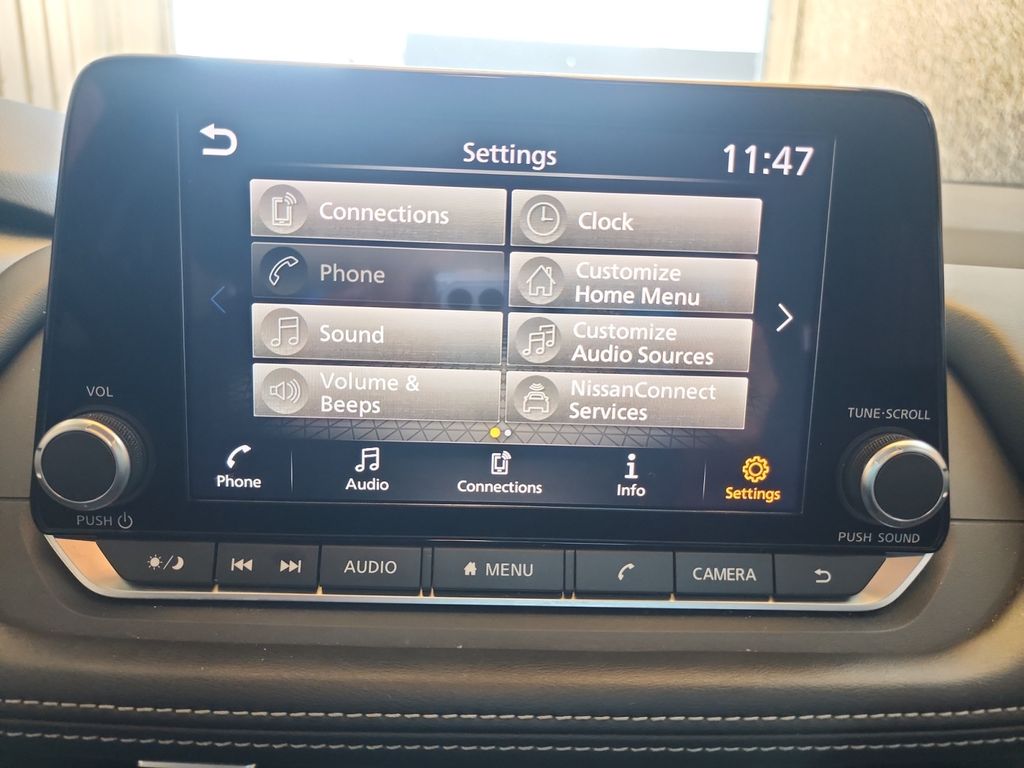 Settings
11:47
Connections
Clock
Phone
Customize
Home Menu
Sound
Customize
Audio Sources
Volume &
Beeps
NissanConnect
Services
VOL
TUNE·SCROLL
Phone
Audio
Connections
Info
Settings
PUSH
PUSH SOUND
AUDIO
MENU
CAMERA